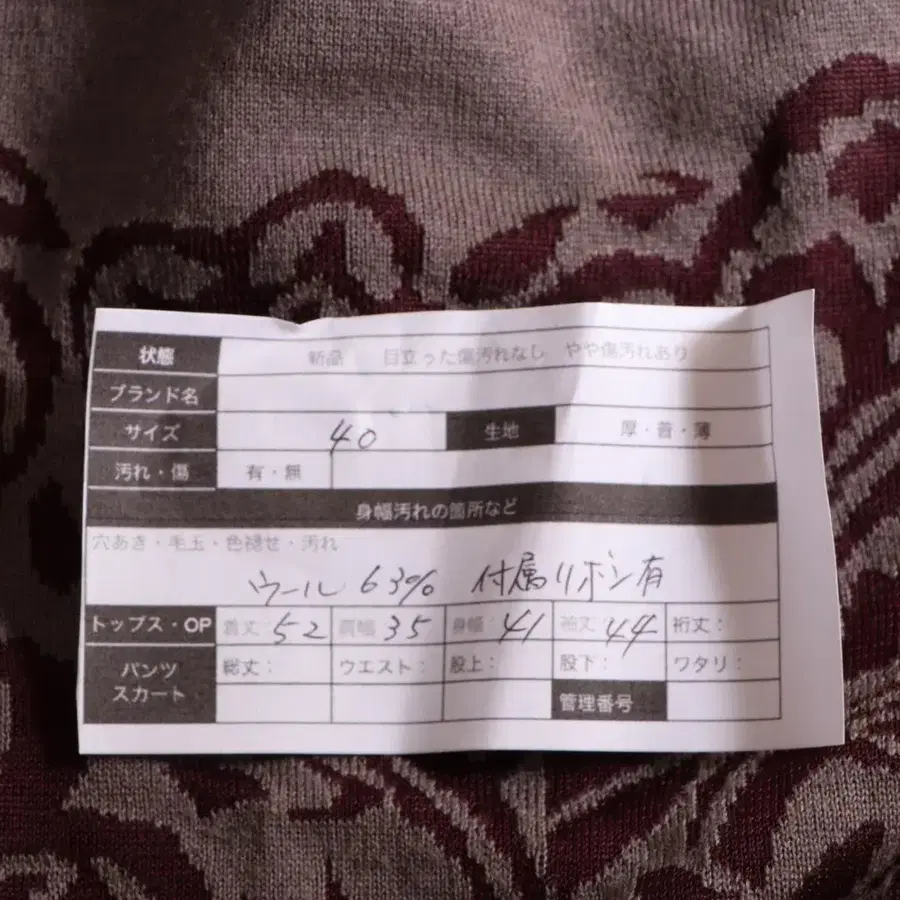 状態 新品 目立った傷汚れなし やや傷汚れあり
ブランド名
サイズ 40 生地 厚・普・薄
汚れ・傷 有・無
身幅汚れの箇所など
穴あき・毛玉・色褪せ・汚れ
ウール 63% 付属リボン有
トップス・OP 着丈:52 肩幅:35 身幅:41 袖丈:44 裄丈:
パンツ スカート 総丈: ウエスト: 股上: 股下: ワタリ:
管理番号